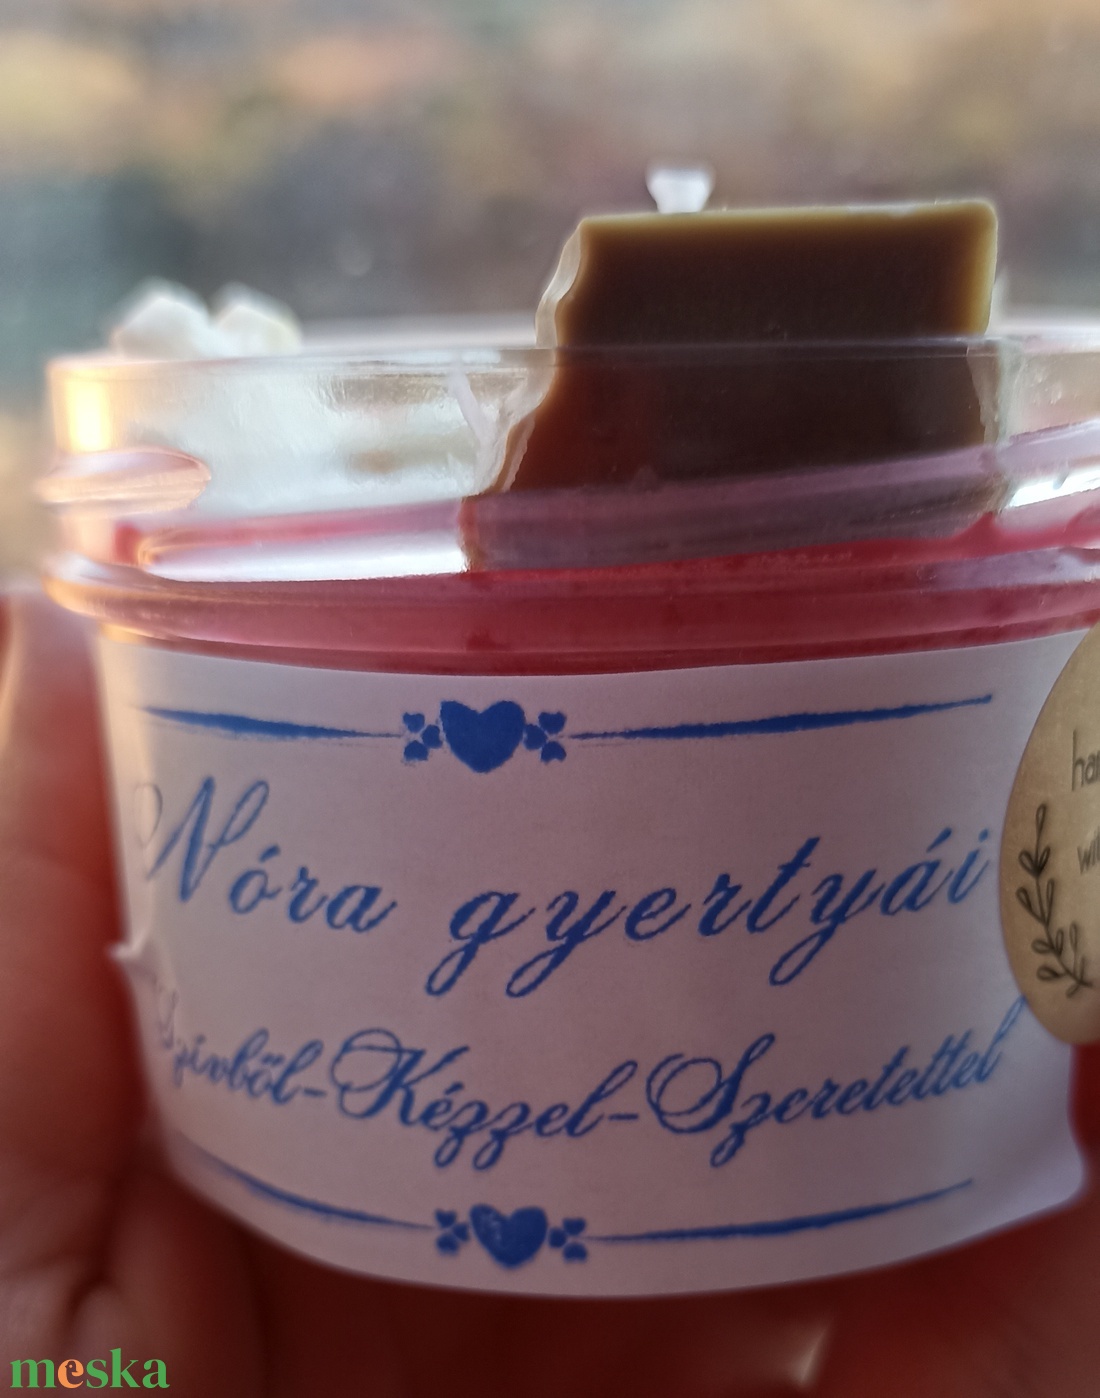 Nóra gyertyái
Szívből-Kézzel-Szeretettel
meska